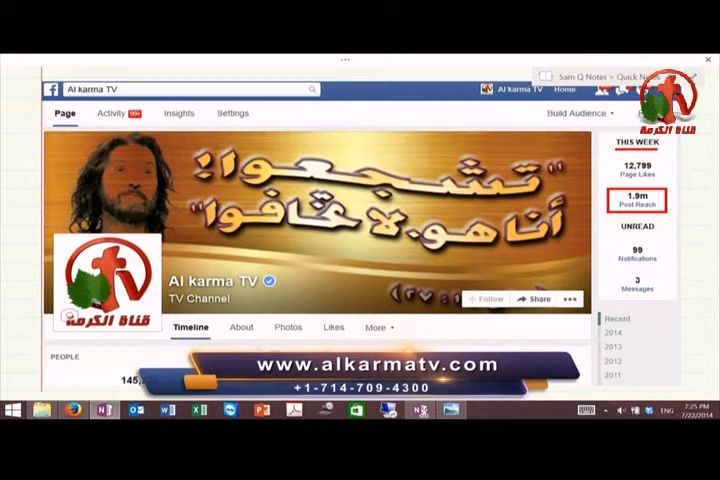 Sam Q Notes > Quick Notes
Al karma TV
Al karma TV
Home
Page
Activity
99+
Insights
Settings
Build Audience
قناة الكرمة
"تشجعوا!
أنا هو. لا تخافوا"
Al karma TV
TV Channel
Follow
Share
قناة الكرمة
Timeline
About
Photos
Likes
More
PEOPLE
145,
THIS WEEK
12,799
Page Likes
1.9m
Post Reach
UNREAD
99
Notifications
3
Messages
Recent
2014
2013
2012
2011
www.alkarmatv.com
+1-714-709-4300
ENG
7:25 PM
7/22/2014